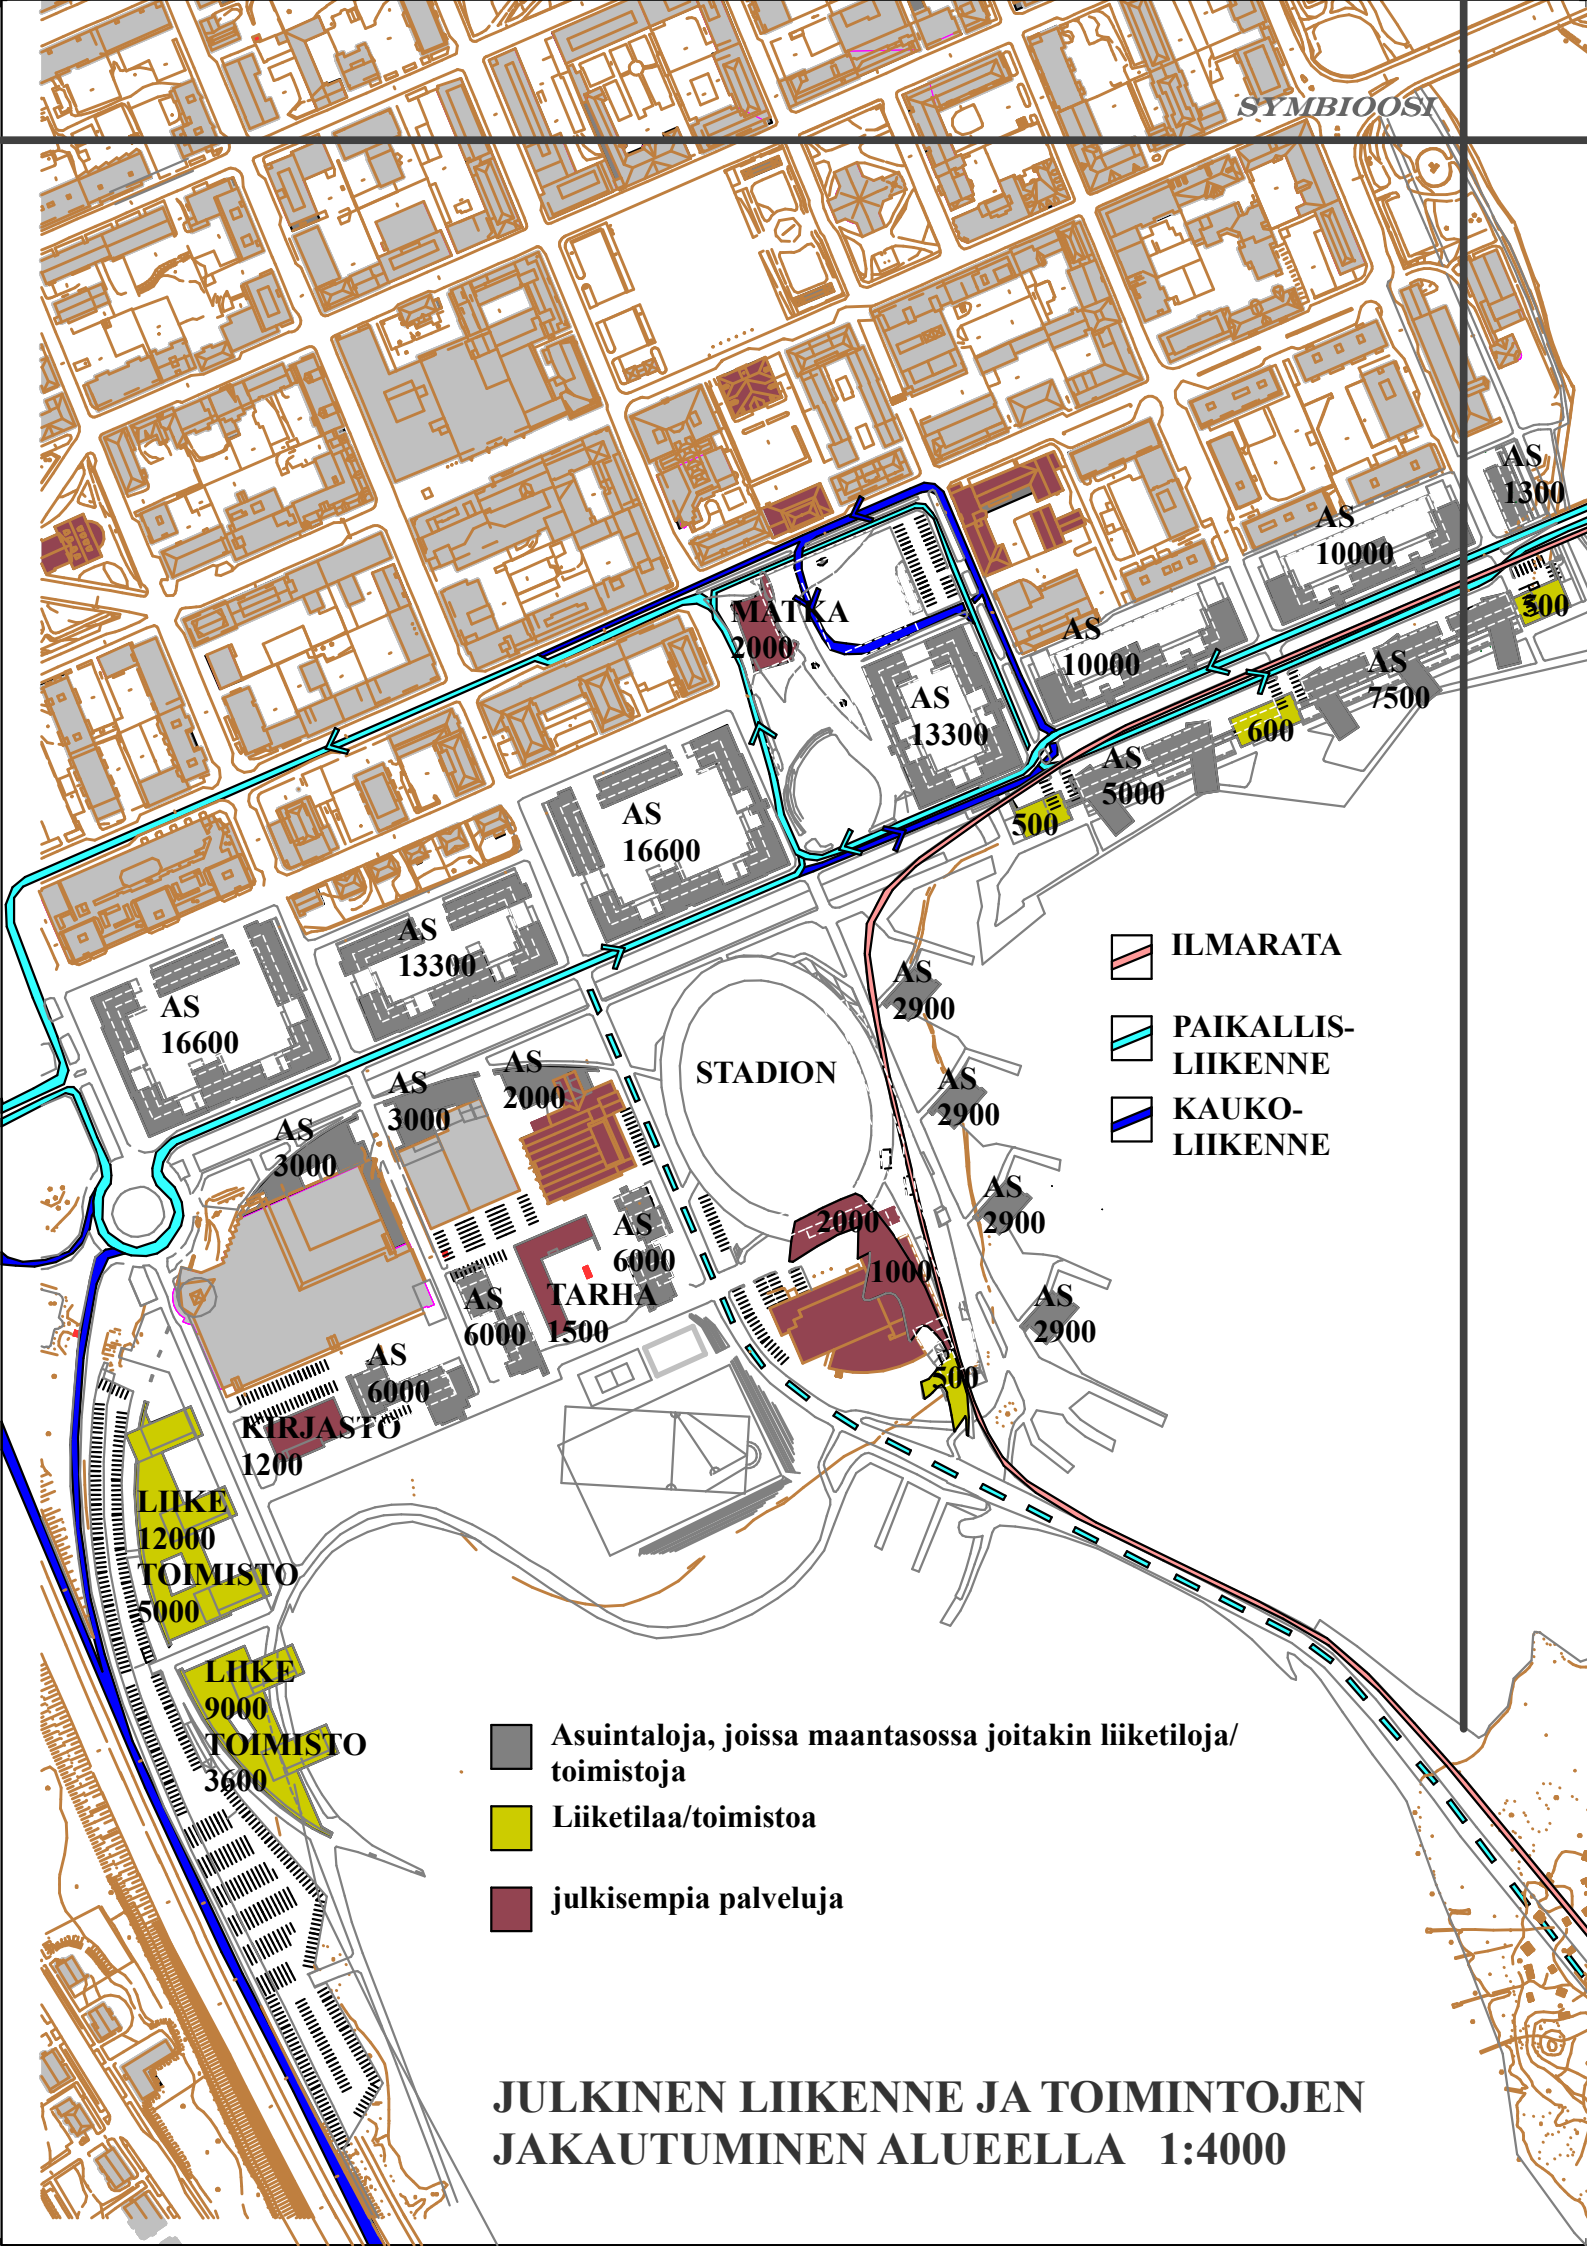 SYMBIOOSI
AS
1300
AS
10000
300
MATKA
2000
AS
10000
AS
7500
AS
13300
600
AS
5000
AS
16600
500
AS
13300
ILMARATA
AS
2900
AS
16600
PAIKALLIS-
LIIKENNE
AS
2000
STADION
AS
3000
AS
2900
KAUKO-
LIIKENNE
AS
3000
AS
2900
AS
6000
2000
1000
TARHA
1500
AS
6000
AS
2900
AS
6000
500
KIRJASTO
1200
LIIKE
12000
TOIMISTO
5000
LIIKE
9000
TOIMISTO
3600
Asuintaloja, joissa maantasossa joitakin liiketiloja/
toimistoja
Liiketilaa/toimistoa
julkisempia palveluja
JULKINEN LIIKENNE JA TOIMINTOJEN
JAKAUTUMINEN ALUEELLA 1:4000